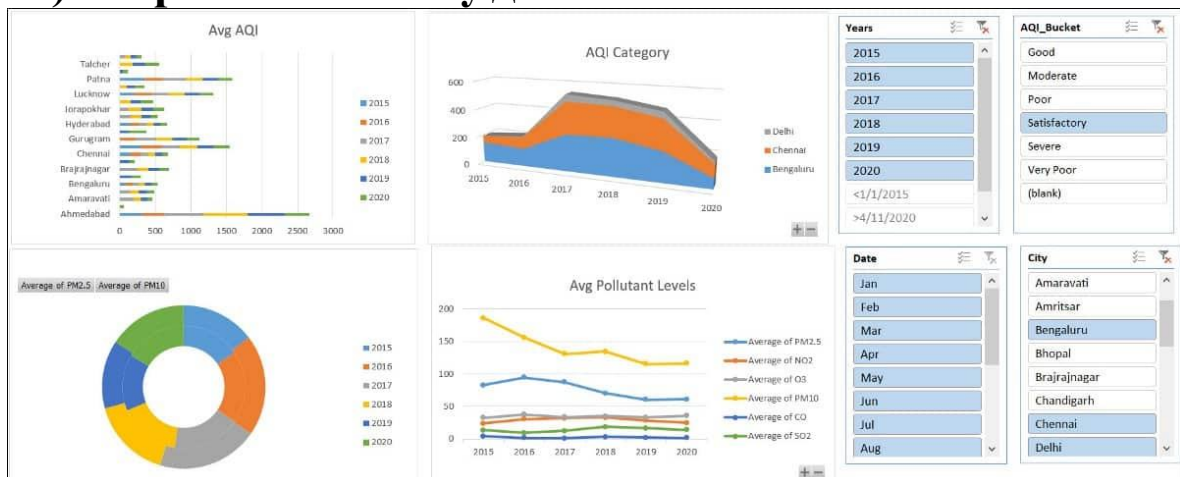 Avg AQI
Talcher
Patna
Lucknow
Jorapokhar
Hyderabad
Gurugram
Chennai
Brajrajnagar
Bengaluru
Amaravati
Ahmedabad
0 500 1000 1500 2000 2500 3000
2015
2016
2017
2018
2019
2020
AQI Category
600
400
200
0
2015 2016 2017 2018 2019 2020
Delhi
Chennai
Bengaluru
Years
2015
2016
2017
2018
2019
2020
<1/1/2015
>4/11/2020
AQI_Bucket
Good
Moderate
Poor
Satisfactory
Severe
Very Poor
(blank)
Average of PM2.5 Average of PM10
2015
2016
2017
2018
2019
2020
Avg Pollutant Levels
200
150
100
50
0
2015 2016 2017 2018 2019 2020
Average of PM2.5
Average of NO2
Average of O3
Average of PM10
Average of CO
Average of SO2
Date
Jan
Feb
Mar
Apr
May
Jun
Jul
Aug
City
Amaravati
Amritsar
Bengaluru
Bhopal
Brajrajnagar
Chandigarh
Chennai
Delhi